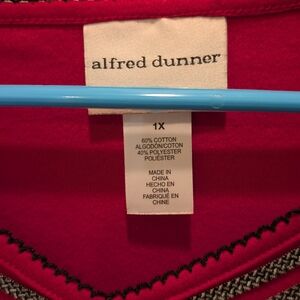 alfred dunner
1X
60% COTTON
ALGODÓN/COTON
40% POLYESTER
POLIÉSTER
MADE IN
CHINA
HECHO EN
CHINA
FABRIQUÉ EN
CHINE